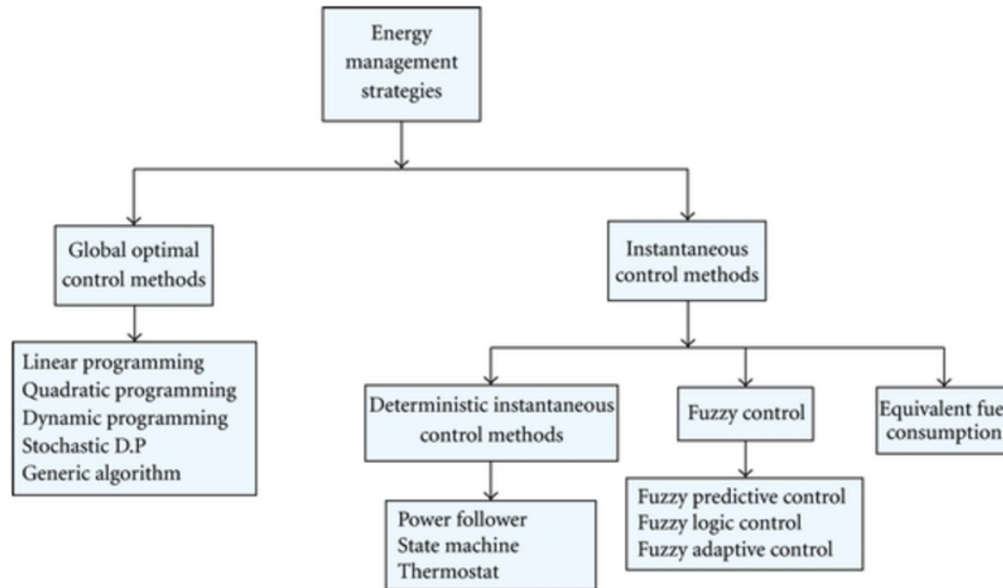 Energy
management
strategies
Global optimal
control methods
Instantaneous
control methods
Linear programming
Quadratic programming
Dynamic programming
Stochastic D.P
Generic algorithm
Deterministic instantaneous
control methods
Fuzzy control
Equivalent fue
consumption
Power follower
State machine
Thermostat
Fuzzy predictive control
Fuzzy logic control
Fuzzy adaptive control